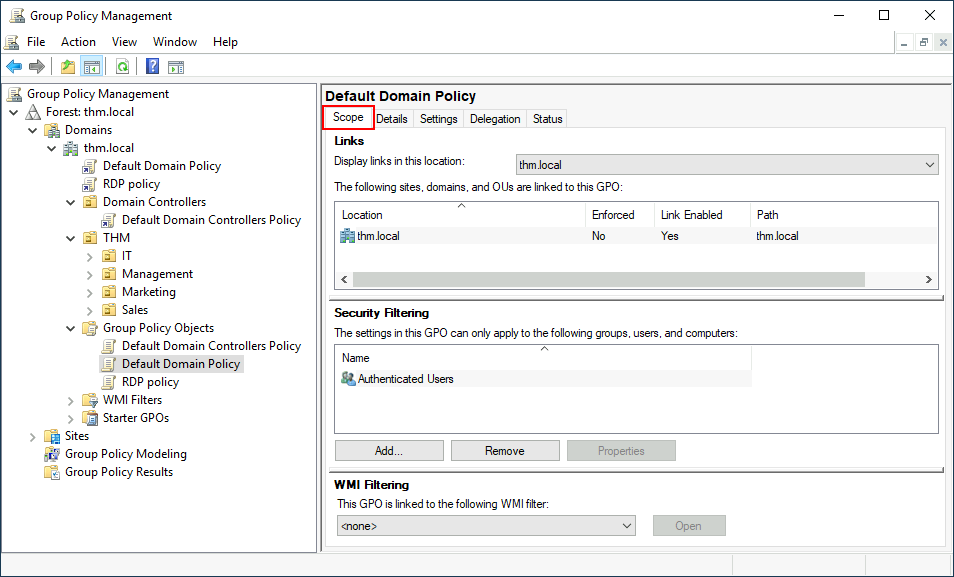 Group Policy Management
File Action View Window Help
Group Policy Management
Forest: thm.local
Domains
thm.local
Default Domain Policy
RDP policy
Domain Controllers
Default Domain Controllers Policy
THM
IT
Management
Marketing
Sales
Group Policy Objects
Default Domain Controllers Policy
Default Domain Policy
RDP policy
WMI Filters
Starter GPOs
Sites
Group Policy Modeling
Group Policy Results
Default Domain Policy
Scope Details Settings Delegation Status
Links
Display links in this location: thm.local
The following sites, domains, and OUs are linked to this GPO:
Location Enforced Link Enabled Path
thm.local No Yes thm.local
Security Filtering
The settings in this GPO can only apply to the following groups, users, and computers:
Name
Authenticated Users
Add... Remove Properties
WMI Filtering
This GPO is linked to the following WMI filter:
<none> Open